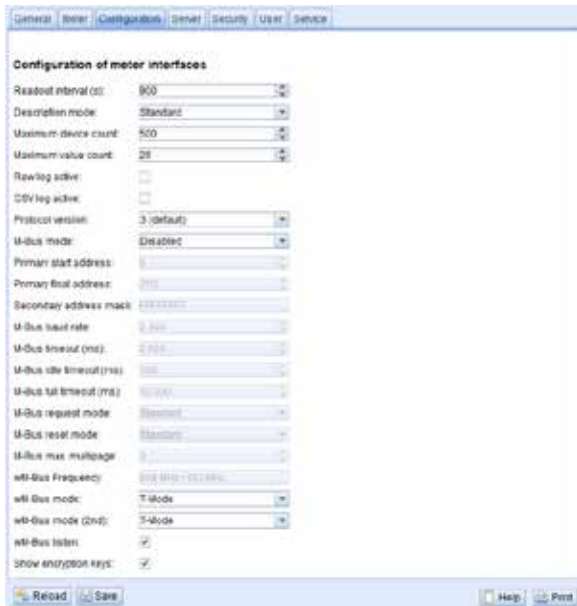 General Meter Configuration Server Security User Service
Configuration of meter interfaces
Readout interval (s): 900
Description mode: Standard
Maximum device count: 500
Maximum value count: 25
Raw log active:
CSV log active:
Protocol version: 3 (default)
M-Bus mode: Disabled
Primary start address: 0
Primary final address:
Secondary address mask:
M-Bus baud rate
M-Bus timeout (ms):
M-Bus idle timeout (ms):
M-Bus full timeout (ms):
M-Bus request mode: Standard
M-Bus reset mode: Standard
M-Bus max. multipage:
wM-Bus Frequency
wM-Bus mode: T-Mode
wM-Bus mode (2nd): T-Mode
wM-Bus listen:
Show encryption keys:
Reload Save Help Print